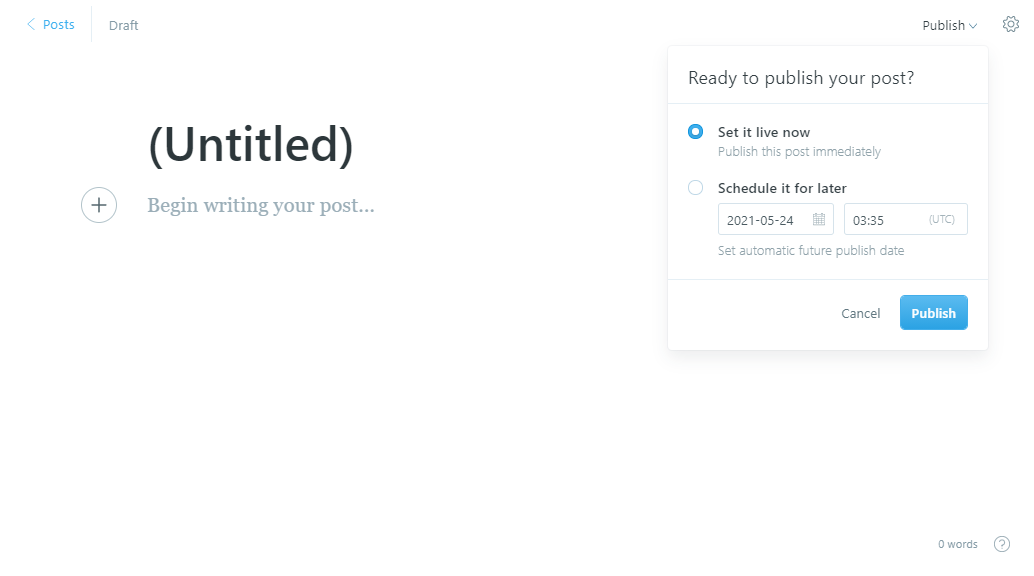 Posts
Draft
Publish
Ready to publish your post?
Set it live now
Publish this post immediately
Schedule it for later
2021-05-24
03:35
(UTC)
Set automatic future publish date
Cancel
Publish
(Untitled)
Begin writing your post...
0 words
?